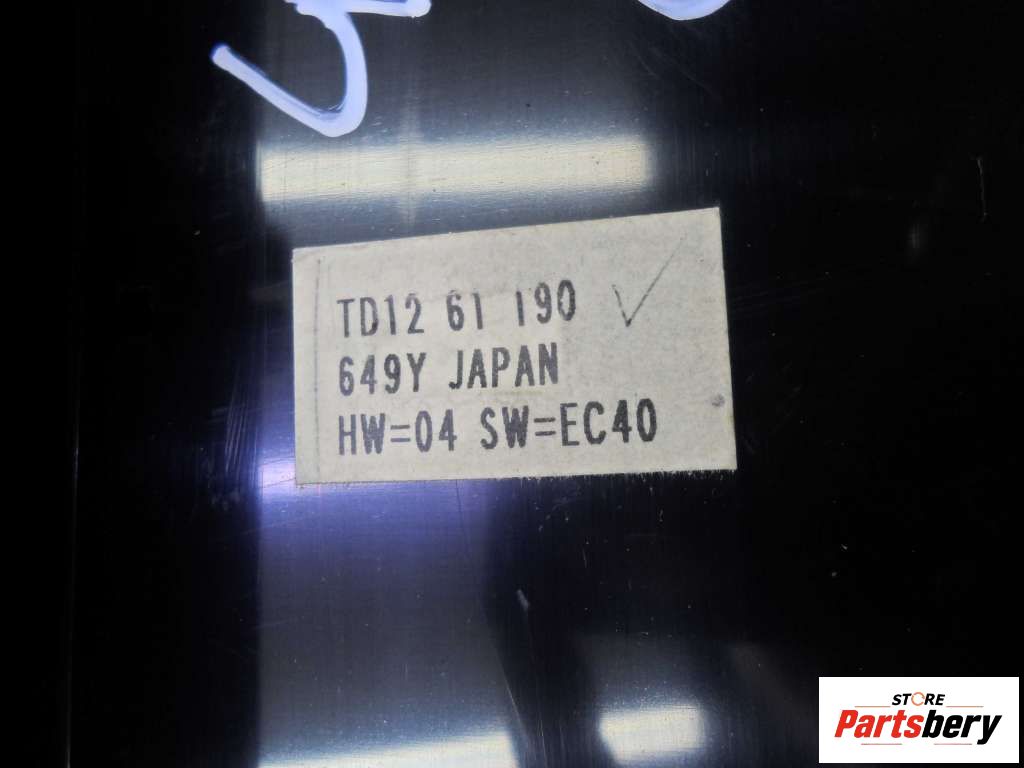 TD12 61 190
649Y JAPAN
HW=04 SW=EC40
STORE
Partsbery